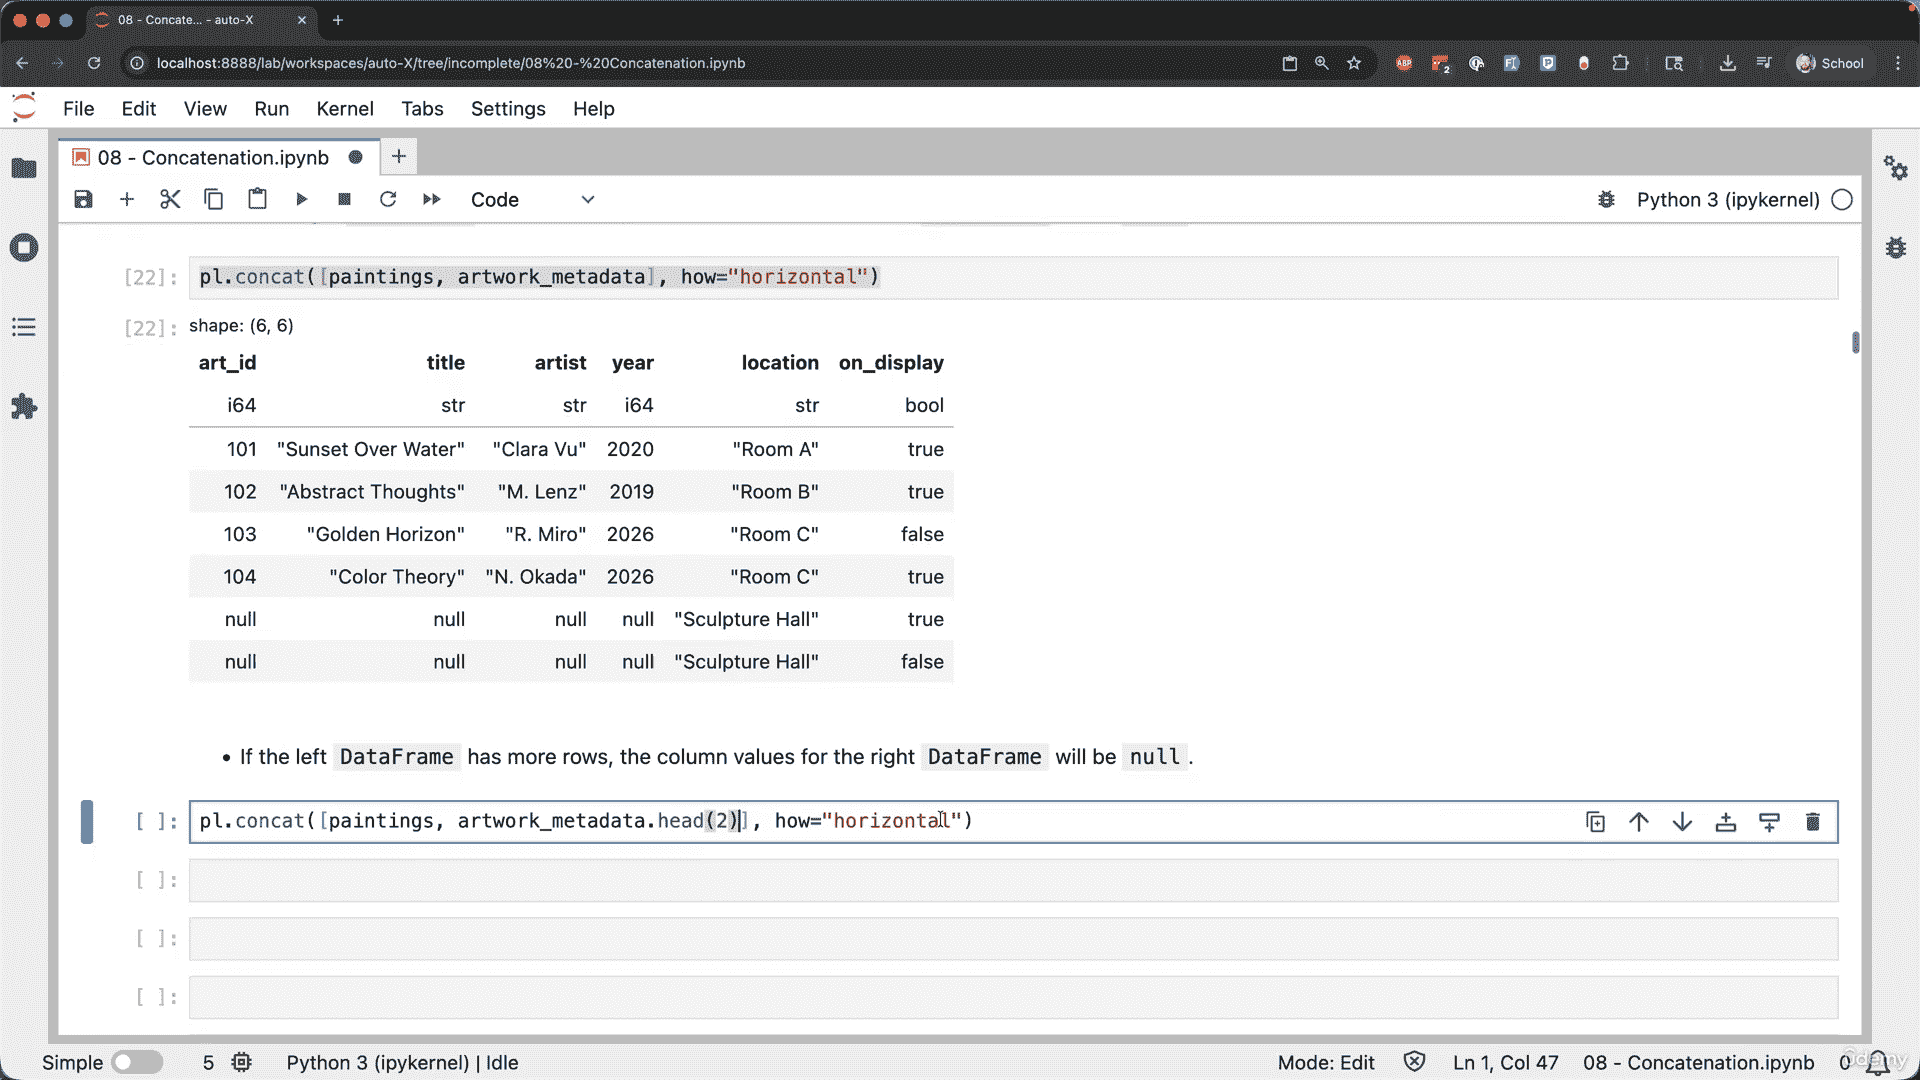 08 - Concate... - auto-X
localhost:8888/lab/workspaces/auto-X/tree/incomplete/08%20-%20Concatenation.ipynb
ABP
2
School
File Edit View Run Kernel Tabs Settings Help
08 - Concatenation.ipynb
Code
Python 3 (ipykernel)
[22]: pl.concat([paintings, artwork_metadata], how="horizontal")
[22]: shape: (6, 6)
art_id title artist year location on_display
i64 str str i64 str bool
101 "Sunset Over Water" "Clara Vu" 2020 "Room A" true
102 "Abstract Thoughts" "M. Lenz" 2019 "Room B" true
103 "Golden Horizon" "R. Miro" 2026 "Room C" false
104 "Color Theory" "N. Okada" 2026 "Room C" true
null null null null "Sculpture Hall" true
null null null null "Sculpture Hall" false
• If the left DataFrame has more rows, the column values for the right DataFrame will be null.
[ ]: pl.concat([paintings, artwork_metadata.head(2)], how="horizontal")
[ ]:
[ ]:
[ ]:
Simple 5 Python 3 (ipykernel) | Idle Mode: Edit Ln 1, Col 47 08 - Concatenation.ipynb 0
Udemy